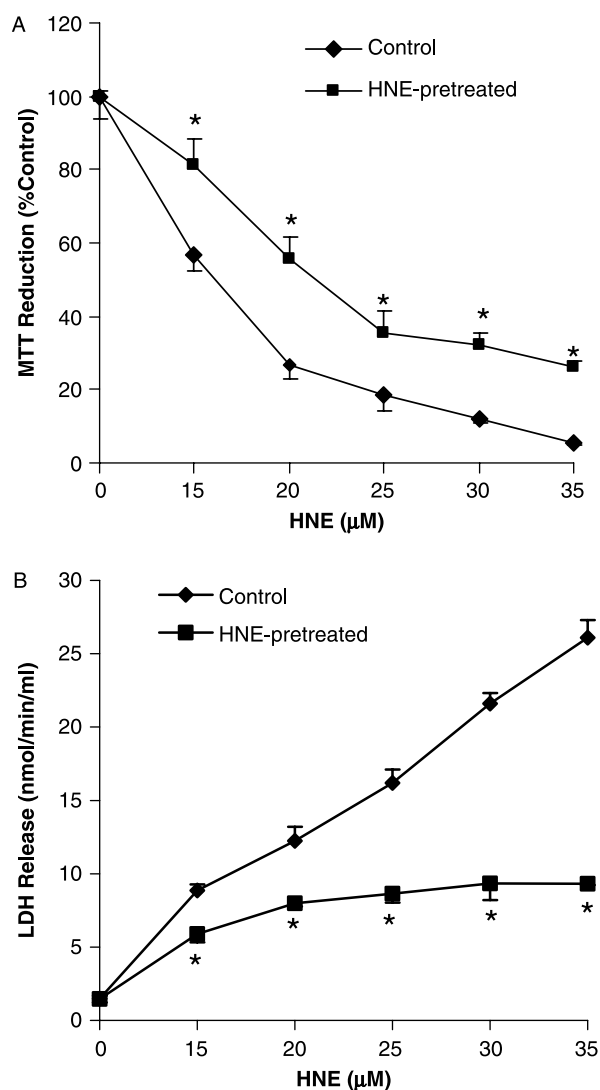 A
120
100
80
60
40
20
0
MTT Reduction (%Control)
Control
HNE-pretreated
*
*
*
*
*
0 15 20 25 30 35
HNE (μM)
B
30
25
20
15
10
5
0
LDH Release (nmol/min/ml)
Control
HNE-pretreated
*
*
*
*
*
0 15 20 25 30 35
HNE (μM)